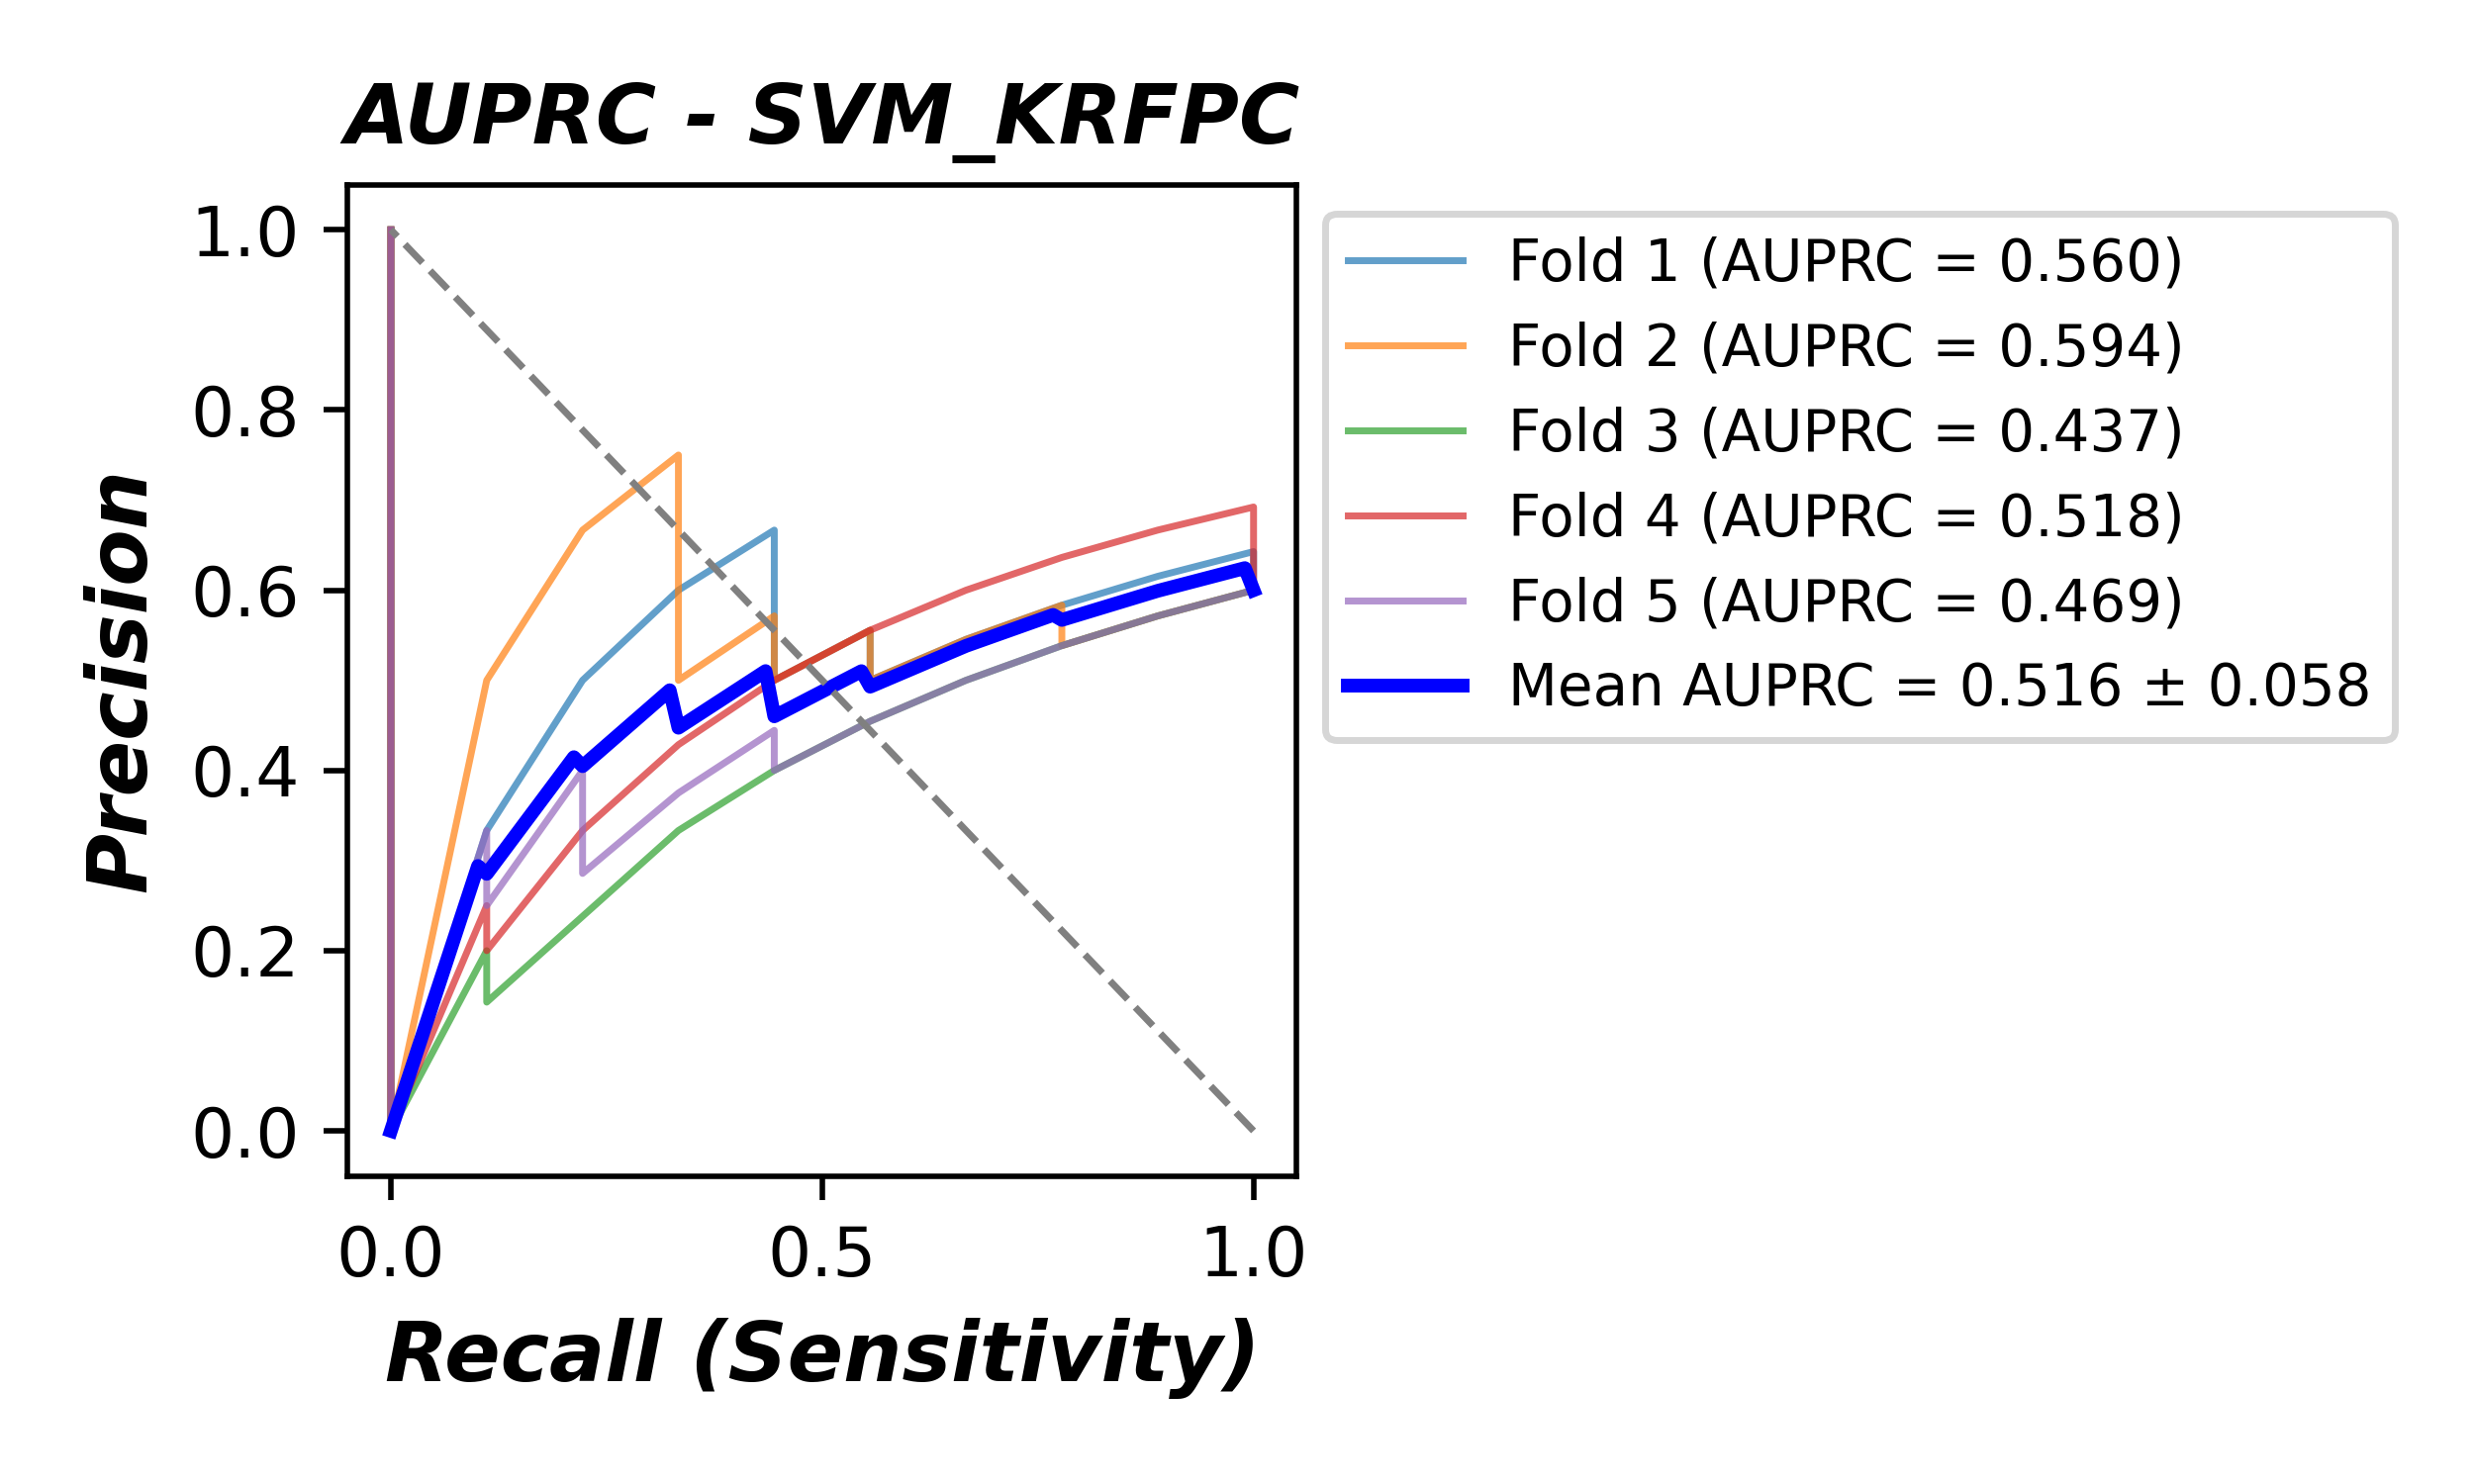 AUPRC - SVM_KRFPC
Precision
1.0
0.8
0.6
0.4
0.2
0.0
0.0 0.5 1.0
Recall (Sensitivity)
Fold 1 (AUPRC = 0.560)
Fold 2 (AUPRC = 0.594)
Fold 3 (AUPRC = 0.437)
Fold 4 (AUPRC = 0.518)
Fold 5 (AUPRC = 0.469)
Mean AUPRC = 0.516 ± 0.058